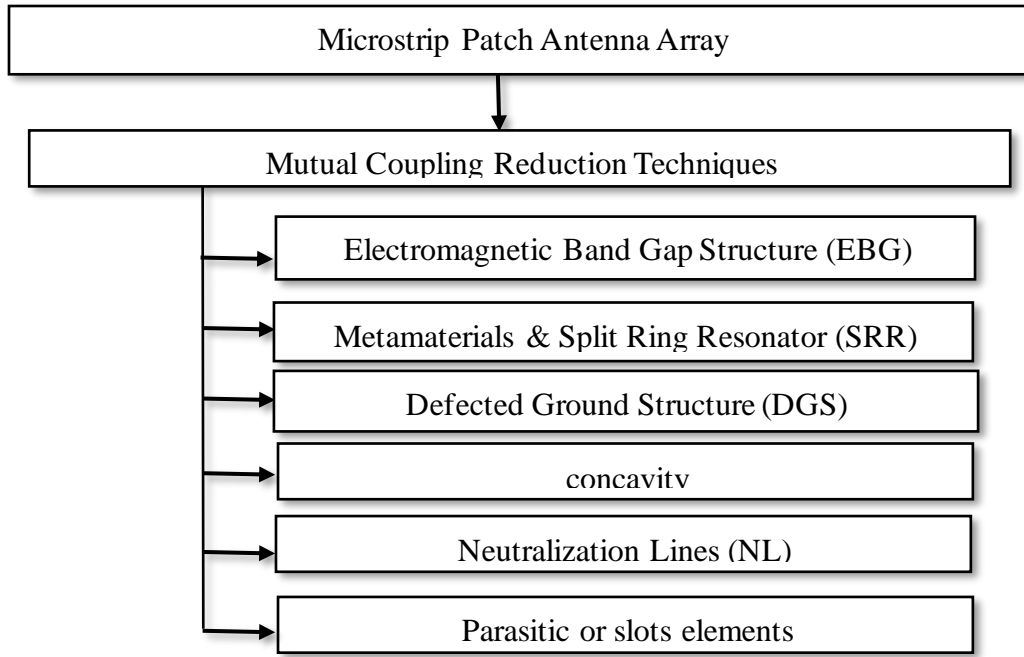 Microstrip Patch Antenna Array
Mutual Coupling Reduction Techniques
Electromagnetic Band Gap Structure (EBG)
Metamaterials & Split Ring Resonator (SRR)
Defected Ground Structure (DGS)
concavity
Neutralization Lines (NL)
Parasitic or slots elements